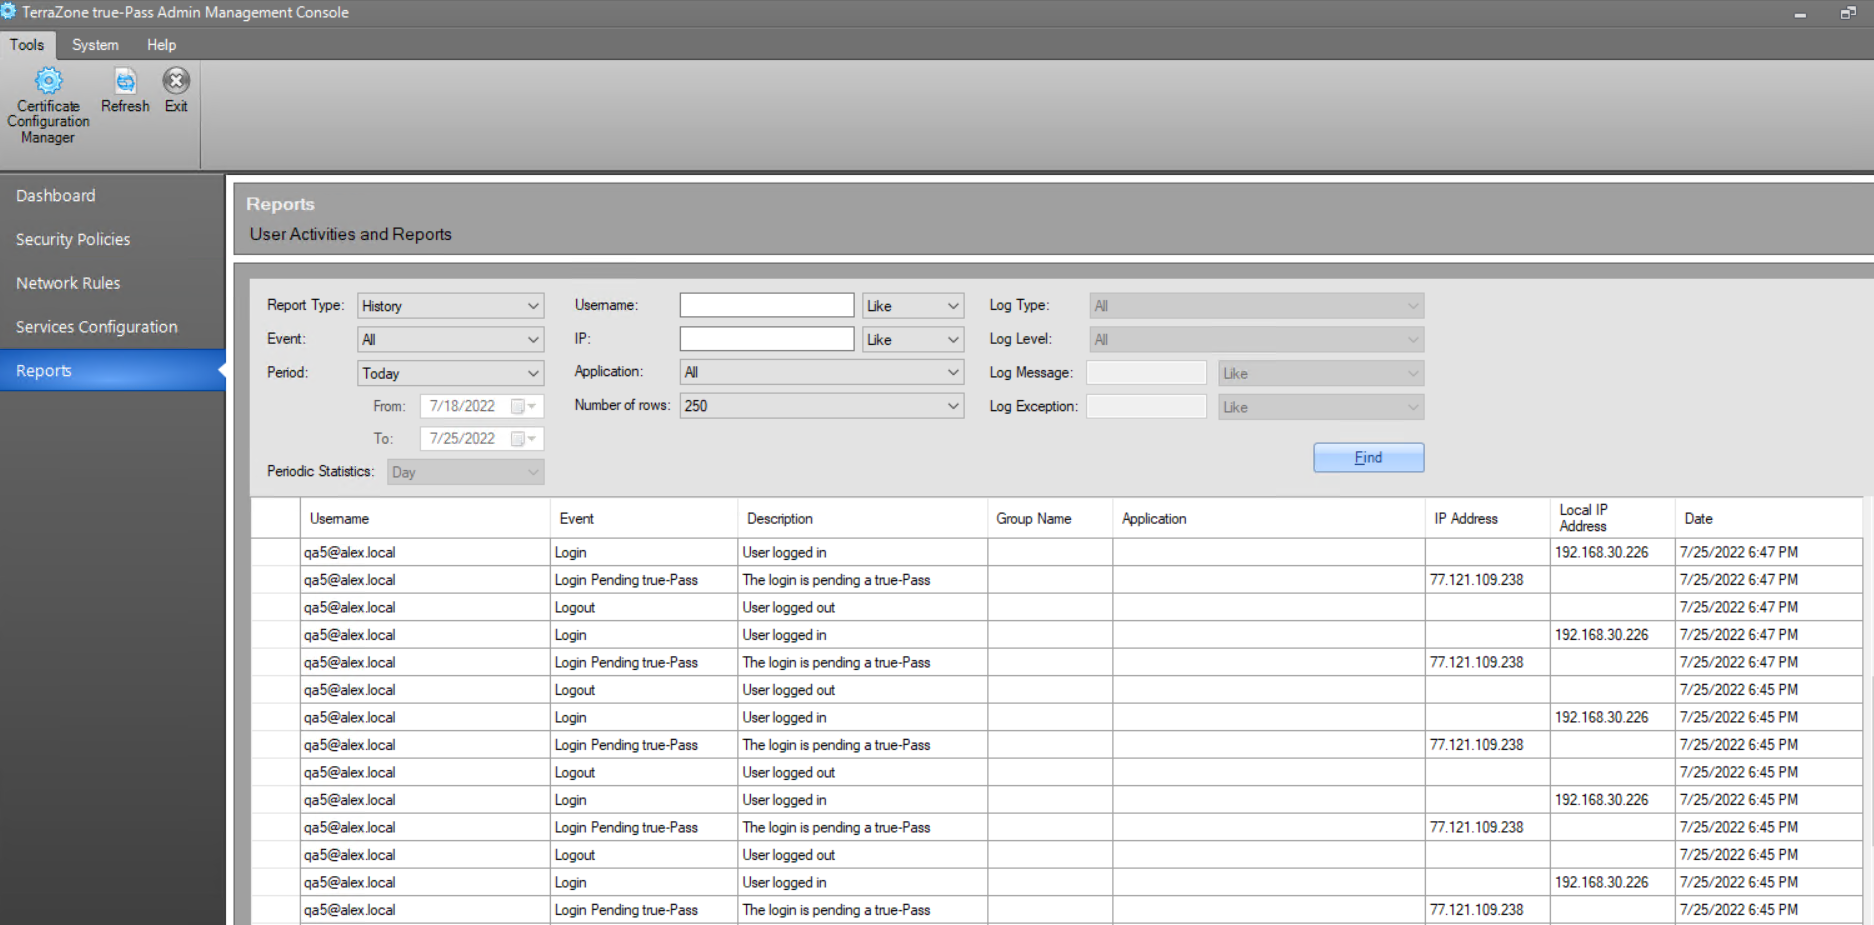 TerraZone true-Pass Admin Management Console
Tools System Help
Certificate Configuration Manager
Refresh
Exit
Dashboard
Security Policies
Network Rules
Services Configuration
Reports
Reports
User Activities and Reports
Report Type: History Username: Like Log Type: All
Event: All IP: Like Log Level: All
Period: Today Application: All Log Message: Like
From: 7/18/2022 Number of rows: 250 Log Exception: Like
To: 7/25/2022
Find
Periodic Statistics: Day
Username Event Description Group Name Application IP Address Local IP Address Date
qa5@alex.local Login User logged in 192.168.30.226 7/25/2022 6:47 PM
qa5@alex.local Login Pending true-Pass The login is pending a true-Pass 77.121.109.238 7/25/2022 6:47 PM
qa5@alex.local Logout User logged out 7/25/2022 6:47 PM
qa5@alex.local Login User logged in 192.168.30.226 7/25/2022 6:47 PM
qa5@alex.local Login Pending true-Pass The login is pending a true-Pass 77.121.109.238 7/25/2022 6:47 PM
qa5@alex.local Logout User logged out 7/25/2022 6:45 PM
qa5@alex.local Login User logged in 192.168.30.226 7/25/2022 6:45 PM
qa5@alex.local Login Pending true-Pass The login is pending a true-Pass 77.121.109.238 7/25/2022 6:45 PM
qa5@alex.local Logout User logged out 7/25/2022 6:45 PM
qa5@alex.local Login User logged in 192.168.30.226 7/25/2022 6:45 PM
qa5@alex.local Login Pending true-Pass The login is pending a true-Pass 77.121.109.238 7/25/2022 6:45 PM
qa5@alex.local Logout User logged out 7/25/2022 6:45 PM
qa5@alex.local Login User logged in 192.168.30.226 7/25/2022 6:45 PM
qa5@alex.local Login Pending true-Pass The login is pending a true-Pass 77.121.109.238 7/25/2022 6:45 PM